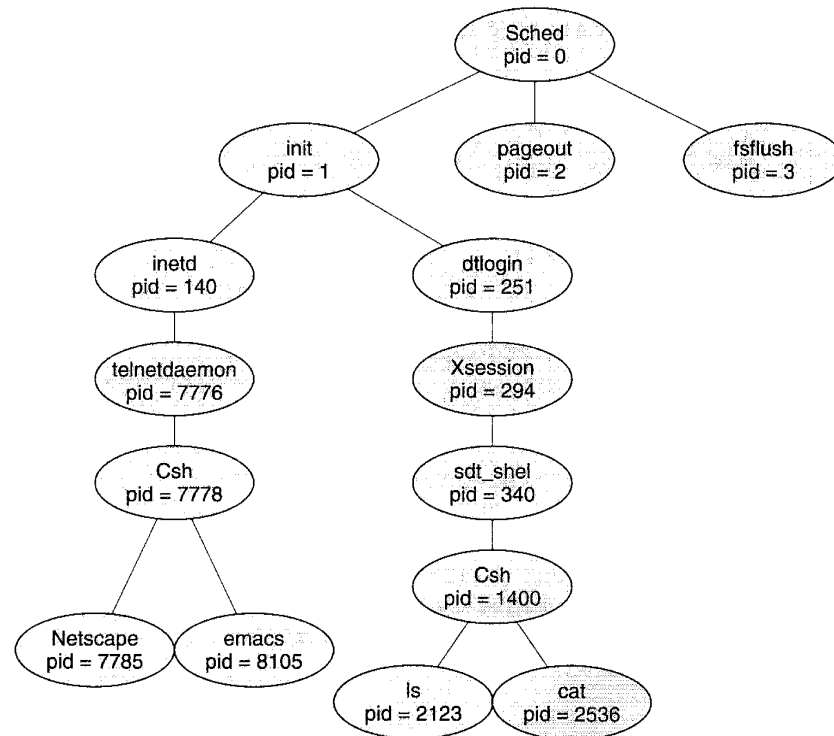 Sched
pid = 0
init
pid = 1
pageout
pid = 2
fsflush
pid = 3
inetd
pid = 140
dtlogin
pid = 251
telnetdaemon
pid = 7776
Xsession
pid = 294
Csh
pid = 7778
sdt_shel
pid = 340
Csh
pid = 1400
Netscape
pid = 7785
emacs
pid = 8105
ls
pid = 2123
cat
pid = 2536